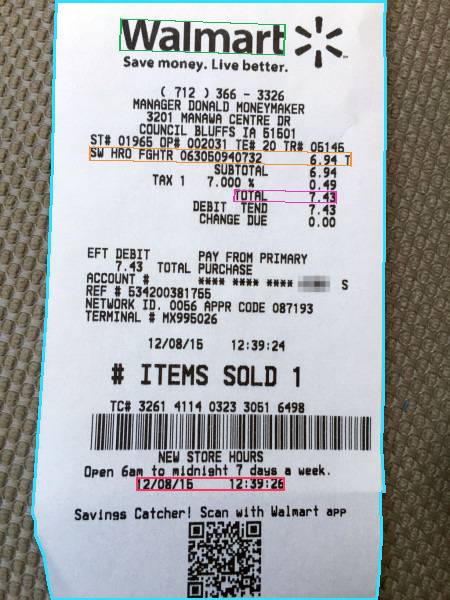 Walmart
Save money. Live better.
( 712 ) 366 - 3326
MANAGER DONALD MONEYMAKER
3201 MANAWA CENTRE DR
COUNCIL BLUFFS IA 51501
ST# 01965 OP# 002031 TE# 20 TR# 05145
SW HRO FGHTR 063050940732 6.94 T
SUBTOTAL 6.94
TAX 1 7.000 % 0.49
TOTAL 7.43
DEBIT TEND 7.43
CHANGE DUE 0.00
EFT DEBIT PAY FROM PRIMARY
7.43 TOTAL PURCHASE
ACCOUNT # **** **** **** S
REF # 534200381755
NETWORK ID. 0056 APPR CODE 087193
TERMINAL # MX995026
12/08/15 12:39:24
# ITEMS SOLD 1
TC# 3261 4114 0323 3051 6498
NEW STORE HOURS
Open 6am to midnight 7 days a week.
12/08/15 12:39:26
Savings Catcher! Scan with Walmart app